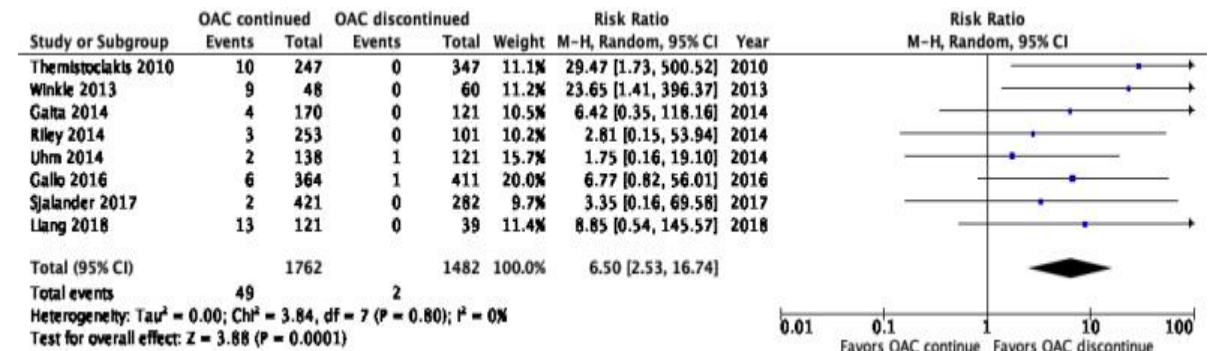 OAC continued OAC discontinued Risk Ratio Risk Ratio
Study or Subgroup Events Total Events Total Weight M-H, Random, 95% CI Year M-H, Random, 95% CI
Themistoclakis 2010 10 247 0 347 11.1% 29.47 [1.73, 500.52] 2010
Winkle 2013 9 48 0 60 11.2% 23.65 [1.41, 396.37] 2013
Gaita 2014 4 170 0 121 10.5% 6.42 [0.35, 118.16] 2014
Riley 2014 3 253 0 101 10.2% 2.81 [0.15, 53.94] 2014
Uhm 2014 2 138 1 121 15.7% 1.75 [0.16, 19.10] 2014
Gallo 2016 6 364 1 411 20.0% 6.77 [0.82, 56.01] 2016
Sjalander 2017 2 421 0 282 9.7% 3.35 [0.16, 69.58] 2017
Liang 2018 13 121 0 39 11.4% 8.85 [0.54, 145.57] 2018
Total (95% CI) 1762 1482 100.0% 6.50 [2.53, 16.74]
Total events 49 2
Heterogeneity: Tau² = 0.00; Chi² = 3.84, df = 7 (P = 0.80); I² = 0%
Test for overall effect: Z = 3.88 (P = 0.0001)
0.01 0.1 1 10 100
Favors OAC continue Favors OAC discontinue